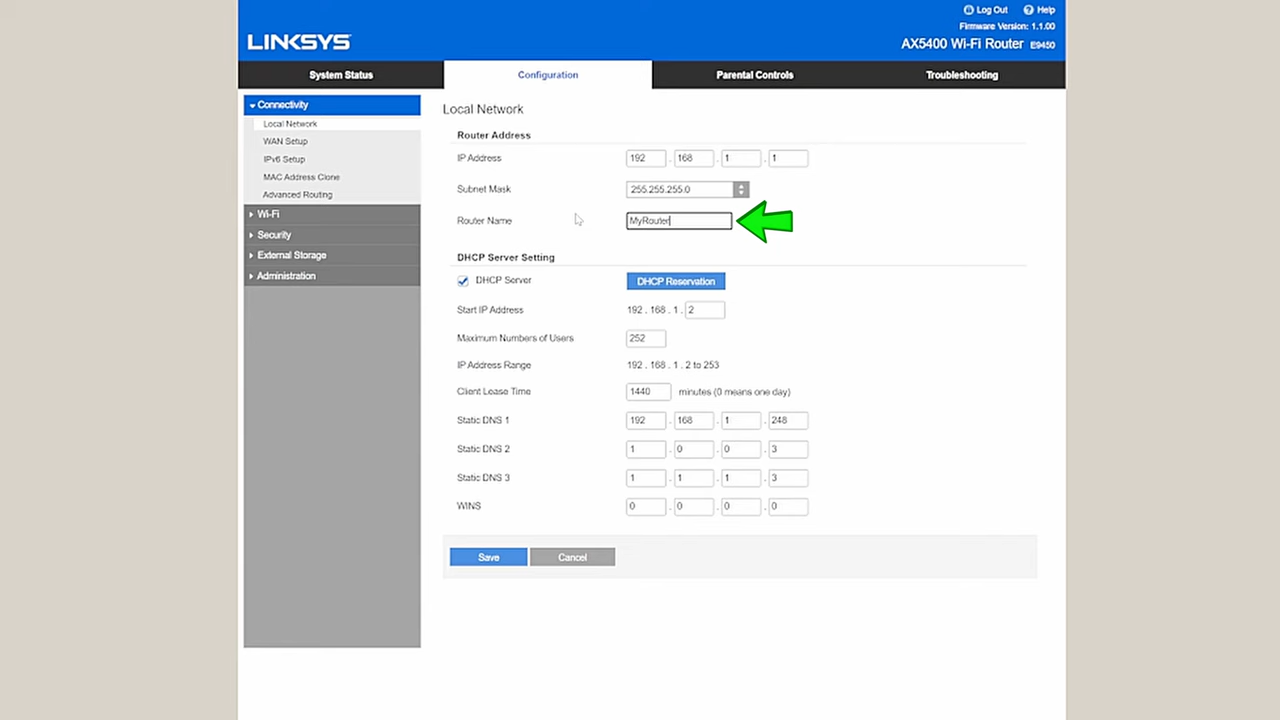 Log Out Help
Firmware Version: 1.1.00
LINKSYS
AX5400 Wi-Fi Router E9450
System Status Configuration Parental Controls Troubleshooting
Connectivity
Local Network
WAN Setup
IPv6 Setup
MAC Address Clone
Advanced Routing
Wi-Fi
Security
External Storage
Administration
Local Network
Router Address
IP Address 192 . 168 . 1 . 1
Subnet Mask 255.255.255.0
Router Name MyRouter
DHCP Server Setting
DHCP Server DHCP Reservation
Start IP Address 192 . 168 . 1 . 2
Maximum Numbers of Users 252
IP Address Range 192 . 168 . 1 . 2 to 253
Client Lease Time 1440 minutes (0 means one day)
Static DNS 1 192 . 168 . 1 . 248
Static DNS 2 1 . 0 . 0 . 3
Static DNS 3 1 . 1 . 1 . 3
WINS 0 . 0 . 0 . 0
Save Cancel